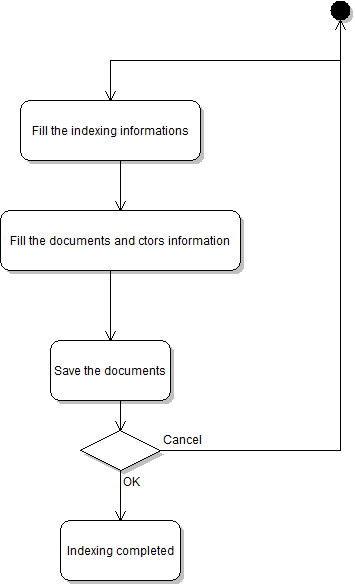 Fill the indexing informations
Fill the documents and ctors information
Save the documents
Cancel
OK
Indexing completed